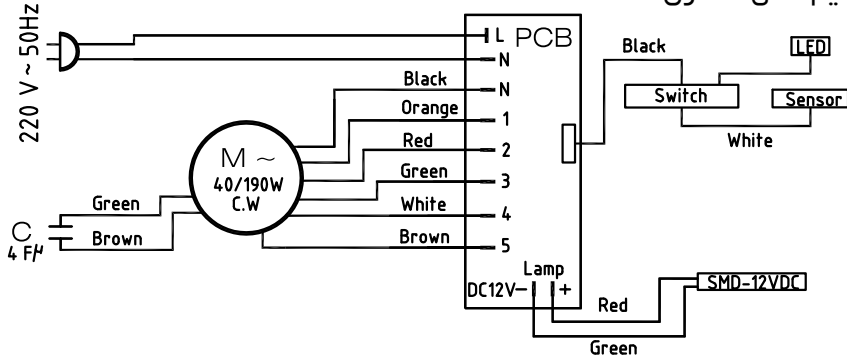 220 V ~ 50Hz
L PCB
N
Black N
Orange 1
Red 2
Green 3
White 4
Brown 5
M ~
40/190W
C.W
Green
C
4 Fµ
Brown
Black
LED
Switch
Sensor
White
Lamp
DC12V- +
SMD-12VDC
Red
Green